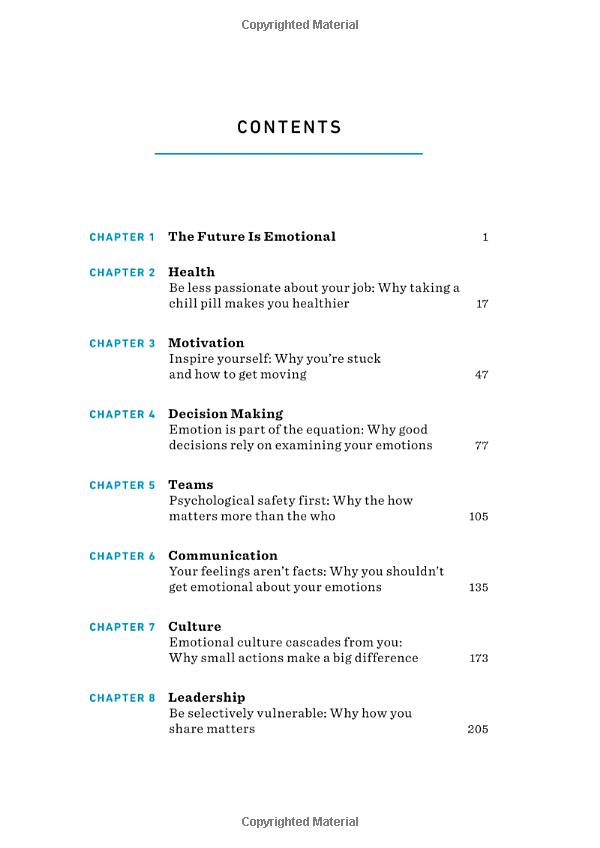 Copyrighted Material
CONTENTS
CHAPTER 1 The Future Is Emotional 1
CHAPTER 2 Health
Be less passionate about your job: Why taking a
chill pill makes you healthier 17
CHAPTER 3 Motivation
Inspire yourself: Why you’re stuck
and how to get moving 47
CHAPTER 4 Decision Making
Emotion is part of the equation: Why good
decisions rely on examining your emotions 77
CHAPTER 5 Teams
Psychological safety first: Why the how
matters more than the who 105
CHAPTER 6 Communication
Your feelings aren’t facts: Why you shouldn’t
get emotional about your emotions 135
CHAPTER 7 Culture
Emotional culture cascades from you:
Why small actions make a big difference 173
CHAPTER 8 Leadership
Be selectively vulnerable: Why how you
share matters 205
Copyrighted Material